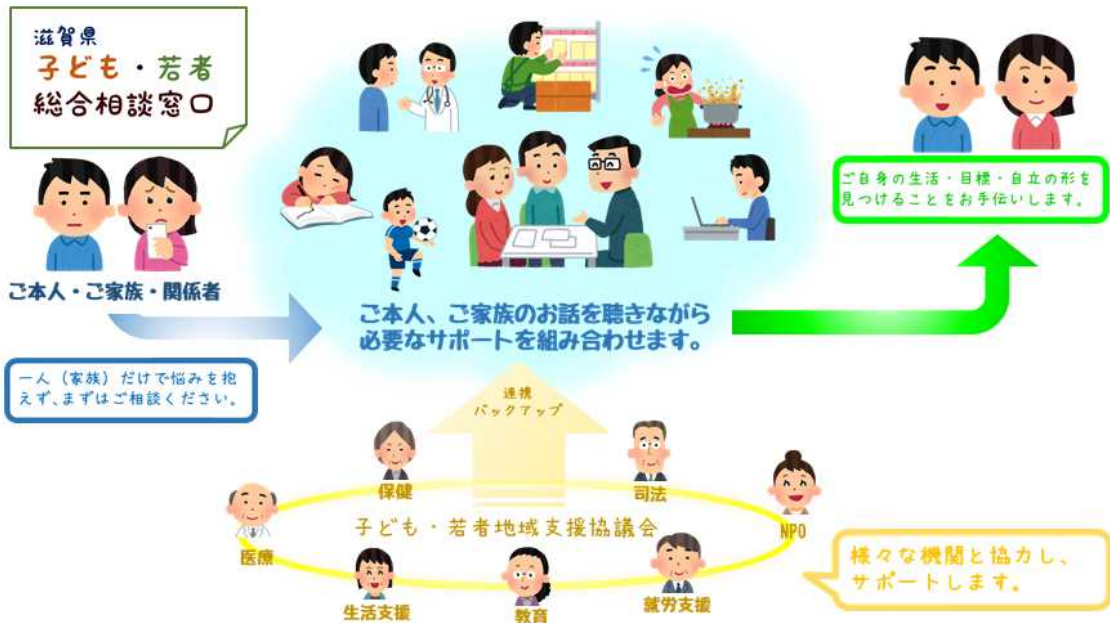 滋賀県
子ども・若者
総合相談窓口
ご本人・ご家族・関係者
一人（家族）だけで悩みを抱
えず、まずはご相談ください。
ご本人、ご家族のお話を聴きながら
必要なサポートを組み合わせます。
ご自身の生活・目標・自立の形を
見つけることをお手伝いします。
連携
バックアップ
保健
司法
医療
子ども・若者地域支援協議会
NPO
生活支援
教育
就労支援
様々な機関と協力し、
サポートします。